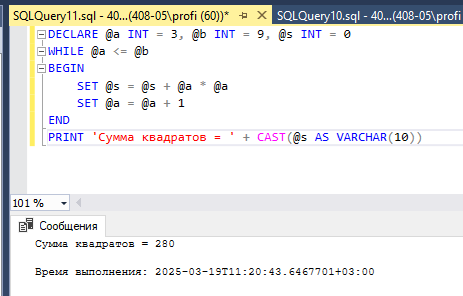 SQLQuery11.sql - 40...(408-05\profi (60))* SQLQuery10.sql - 40...(408-05\profi
DECLARE @a INT = 3, @b INT = 9, @s INT = 0
WHILE @a <= @b
BEGIN
SET @s = @s + @a * @a
SET @a = @a + 1
END
PRINT 'Сумма квадратов = ' + CAST(@s AS VARCHAR(10))
101 %
Сообщения
Сумма квадратов = 280
Время выполнения: 2025-03-19T11:20:43.6467701+03:00